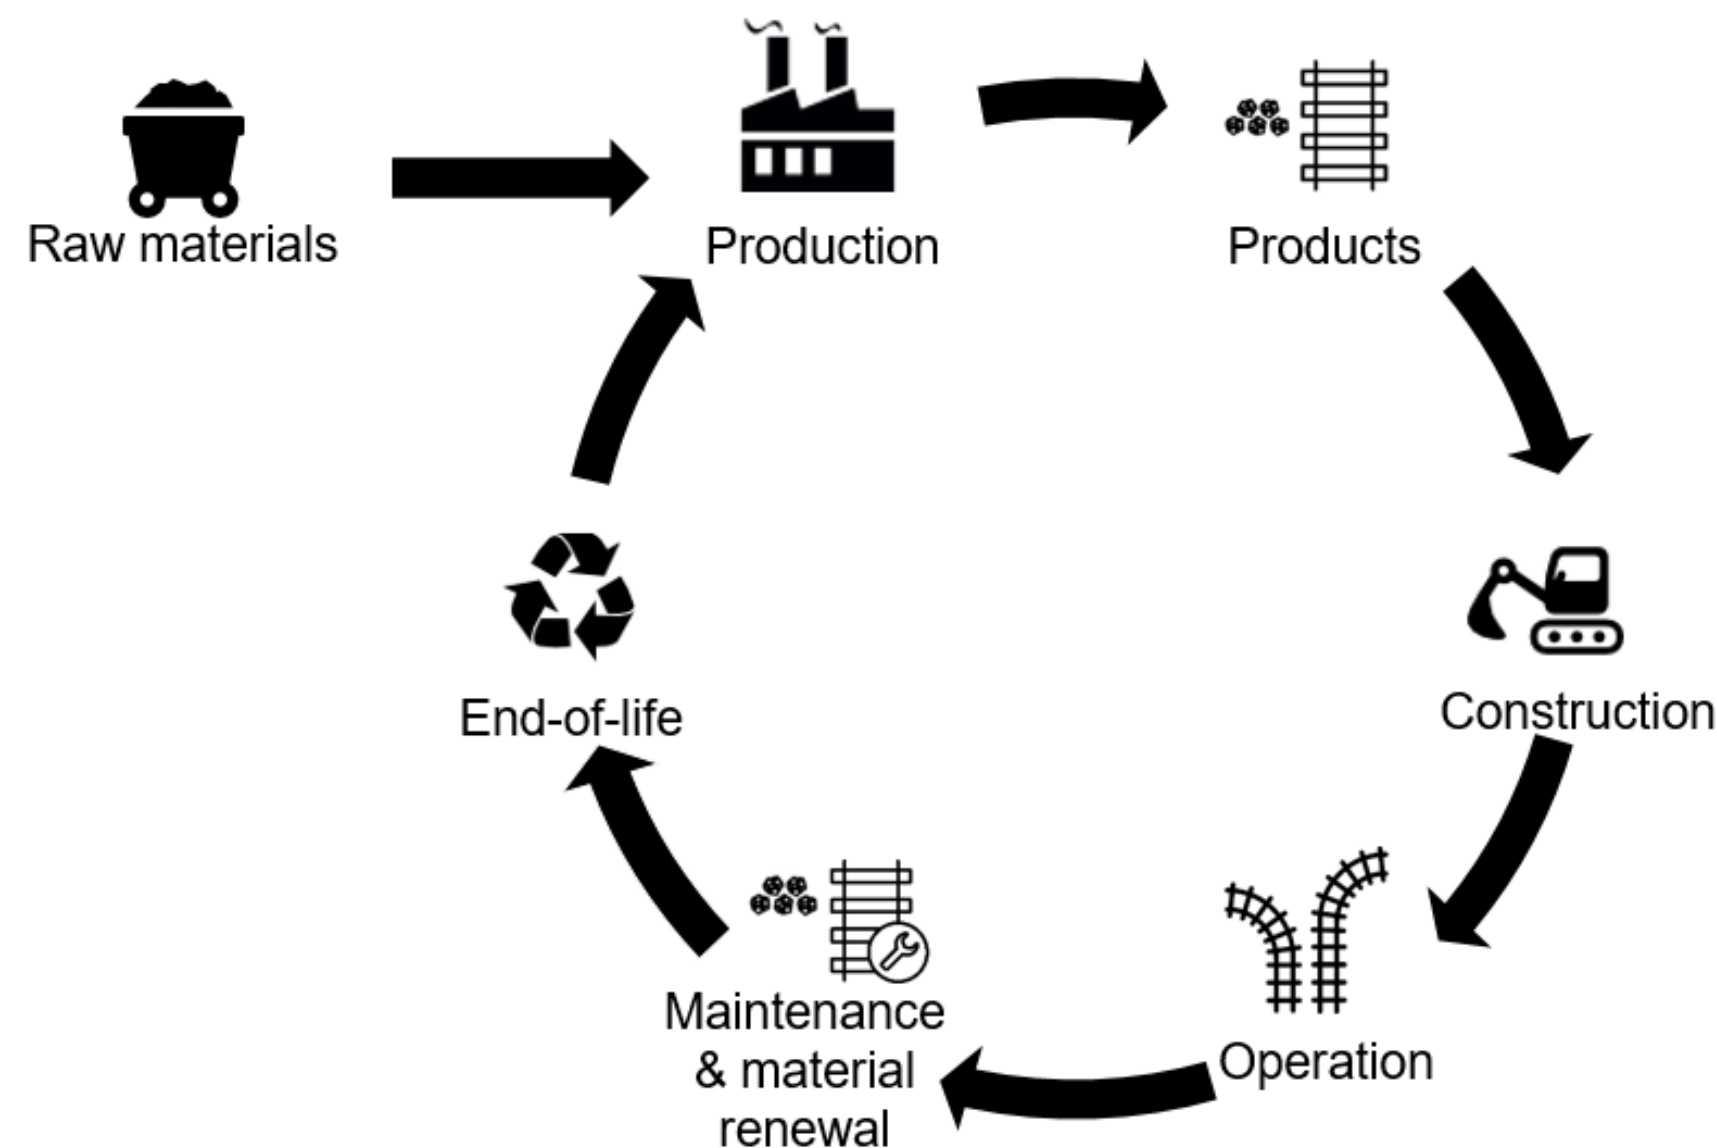 Raw materials
Production
Products
Construction
Operation
Maintenance
& material
renewal
End-of-life